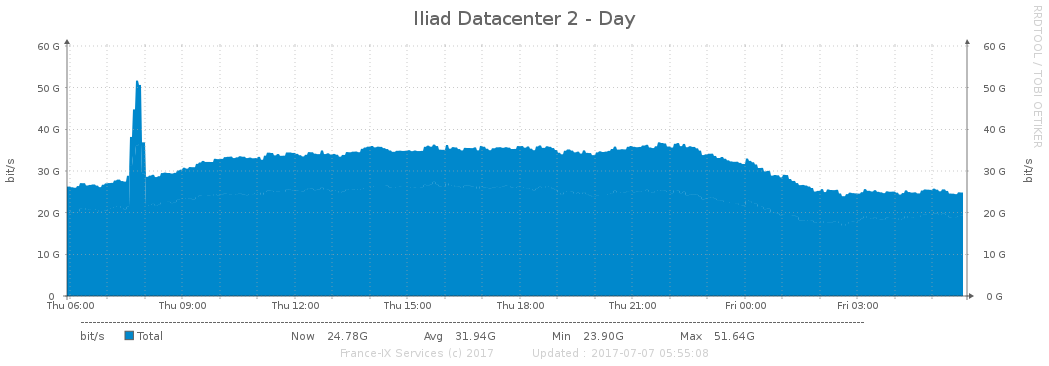 Iliad Datacenter 2 - Day
RRDTOOL / TOBI OETIKER
60 G 60 G
50 G 50 G
40 G 40 G
30 G 30 G
20 G 20 G
10 G 10 G
0 0 G
bit/s bit/s
Thu 06:00 Thu 09:00 Thu 12:00 Thu 15:00 Thu 18:00 Thu 21:00 Fri 00:00 Fri 03:00
bit/s Total Now 24.78G Avg 31.94G Min 23.90G Max 51.64G
France-IX Services (c) 2017 Updated : 2017-07-07 05:55:08